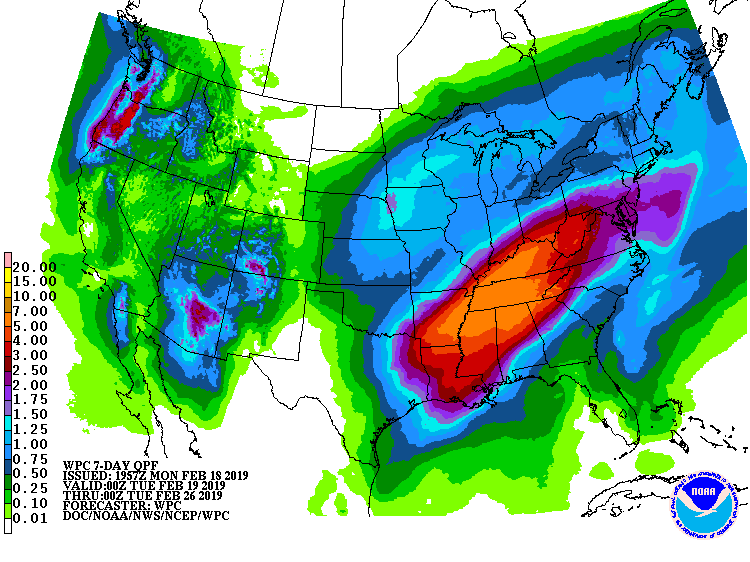 20.00
15.00
10.00
7.00
5.00
4.00
3.00
2.50
2.00
1.75
1.50
1.25
1.00
0.75
0.50
0.25
0.10
0.01
WPC 7-DAY QPF
ISSUED: 1957Z MON FEB 18 2019
VALID:00Z TUE FEB 19 2019
THRU:00Z TUE FEB 26 2019
FORECASTER: WPC
DOC/NOAA/NWS/NCEP/WPC
NOAA